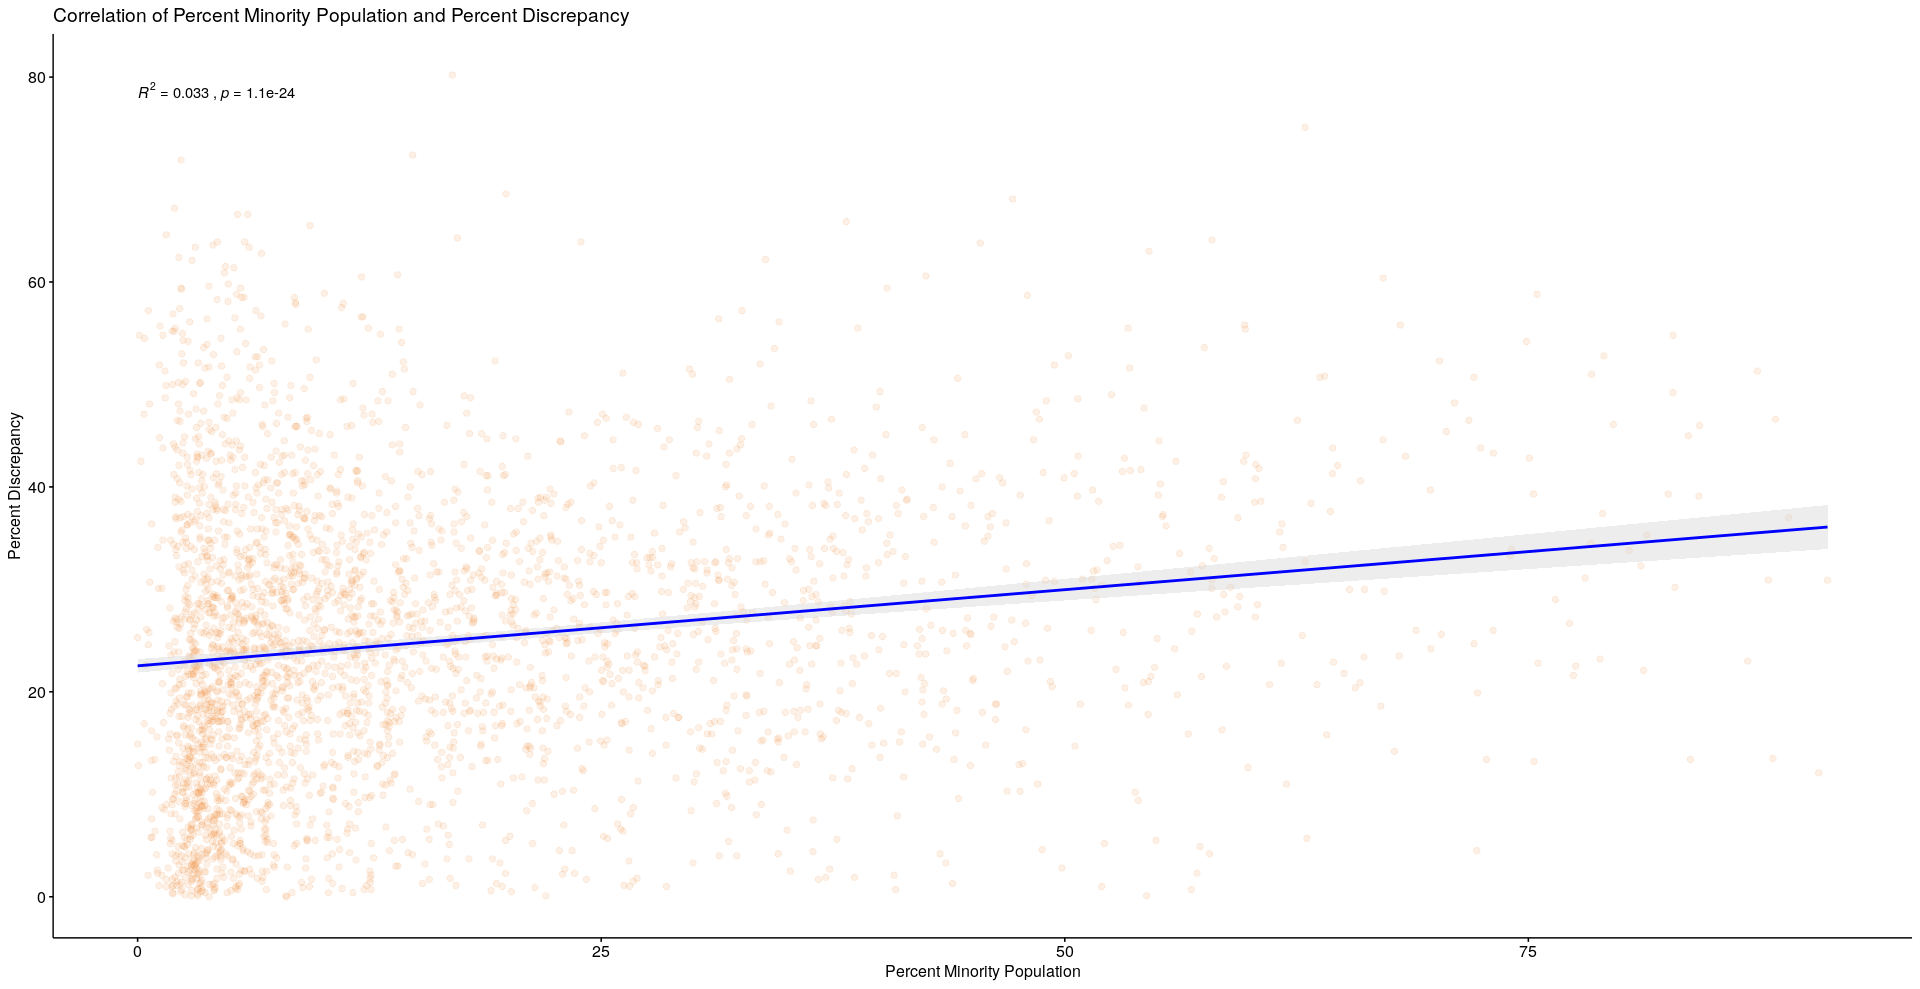 Correlation of Percent Minority Population and Percent Discrepancy
R² = 0.033 , p = 1.1e-24
80
60
40
20
0
Percent Discrepancy
0 25 50 75
Percent Minority Population